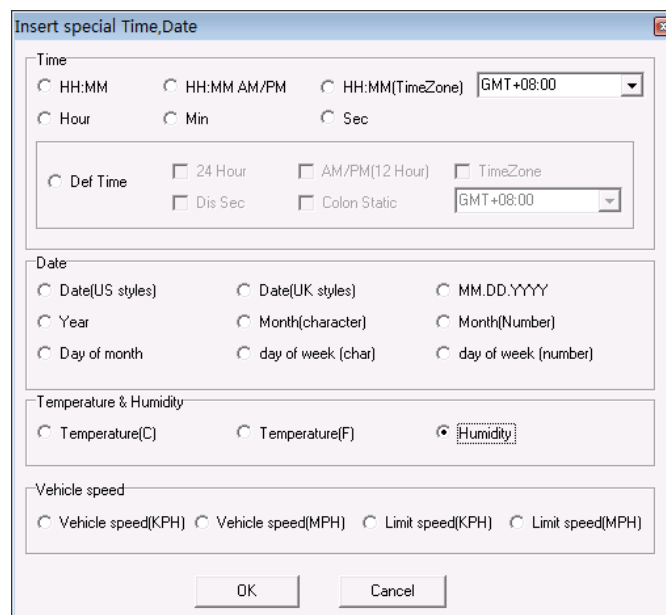 Insert special Time,Date
Time
HH:MM HH:MM AM/PM HH:MM(TimeZone) GMT+08:00
Hour Min Sec
Def Time 24 Hour AM/PM(12 Hour) TimeZone
Dis Sec Colon Static GMT+08:00
Date
Date(US styles) Date(UK styles) MM.DD.YYYY
Year Month(character) Month(Number)
Day of month day of week (char) day of week (number)
Temperature & Humidity
Temperature(C) Temperature(F) Humidity
Vehicle speed
Vehicle speed(KPH) Vehicle speed(MPH) Limit speed(KPH) Limit speed(MPH)
OK Cancel